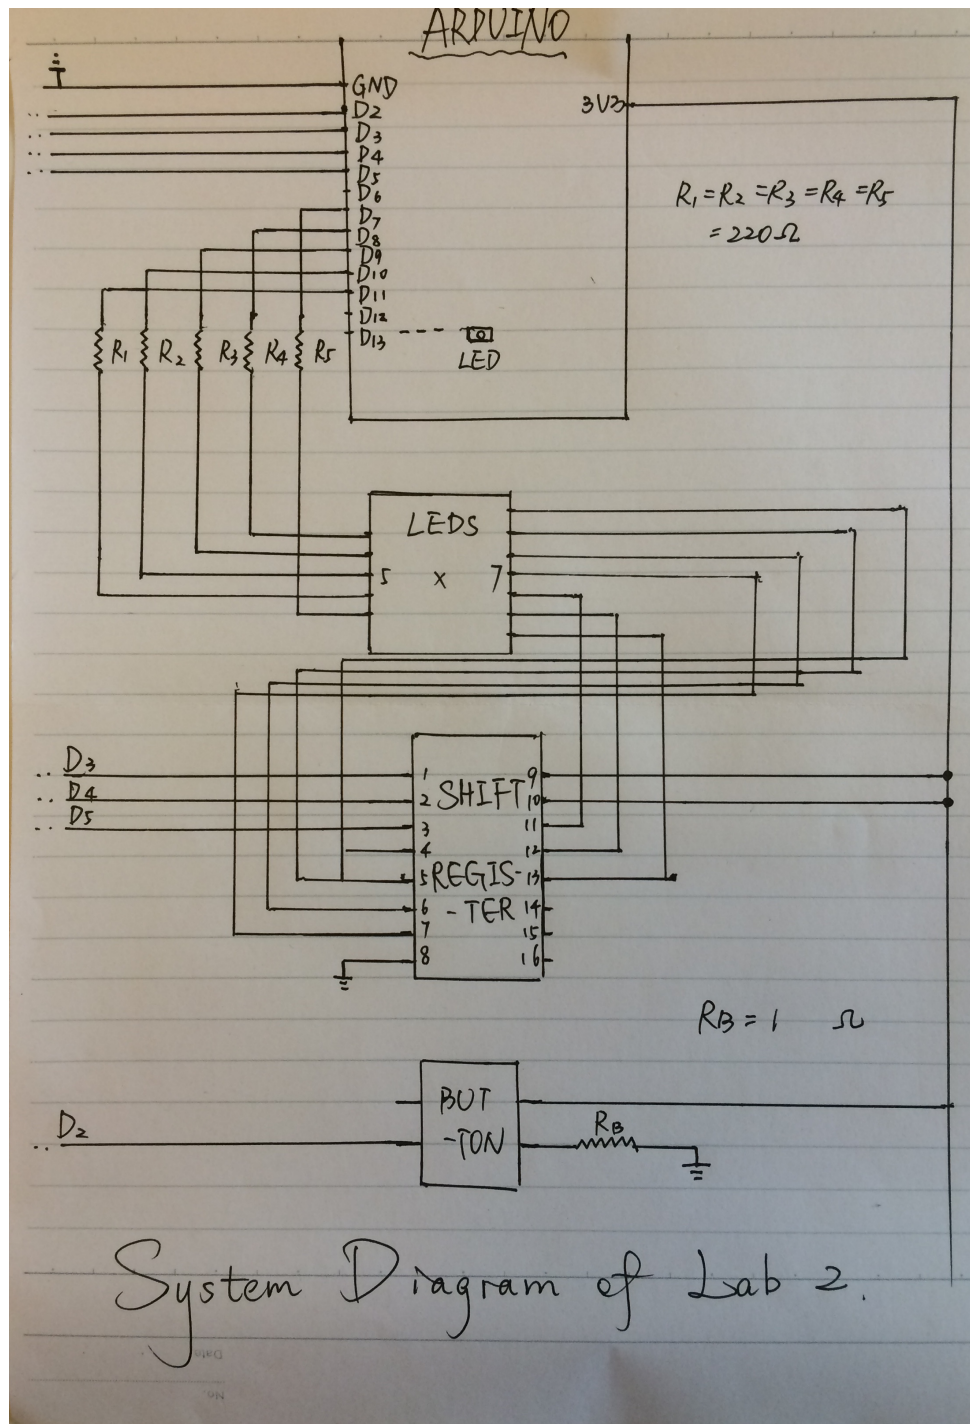 ARDUINO
GND
D2
D3
D4
D5
D6
D7
D8
D9
D10
D11
D12
D13
3V3
R1=R2=R3=R4=R5
=220Ω
R1 R2 R3 R4 R5
LED
LEDS
5 x 7
D3
D4
D5
1 9
2 SHIFT 10
3 11
4 12
5 REGIS- 13
6 -TER 14
7 15
8 16
RB=1 Ω
BUT
-TON
D2
RB
System Diagram of Lab 2.
Date
No.